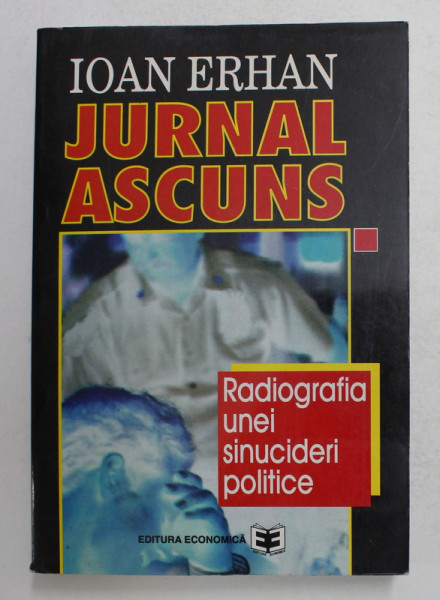 IOAN ERHAN
JURNAL
ASCUNS
Radiografia
unei
sinucideri
politice
EDITURA ECONOMICĂ